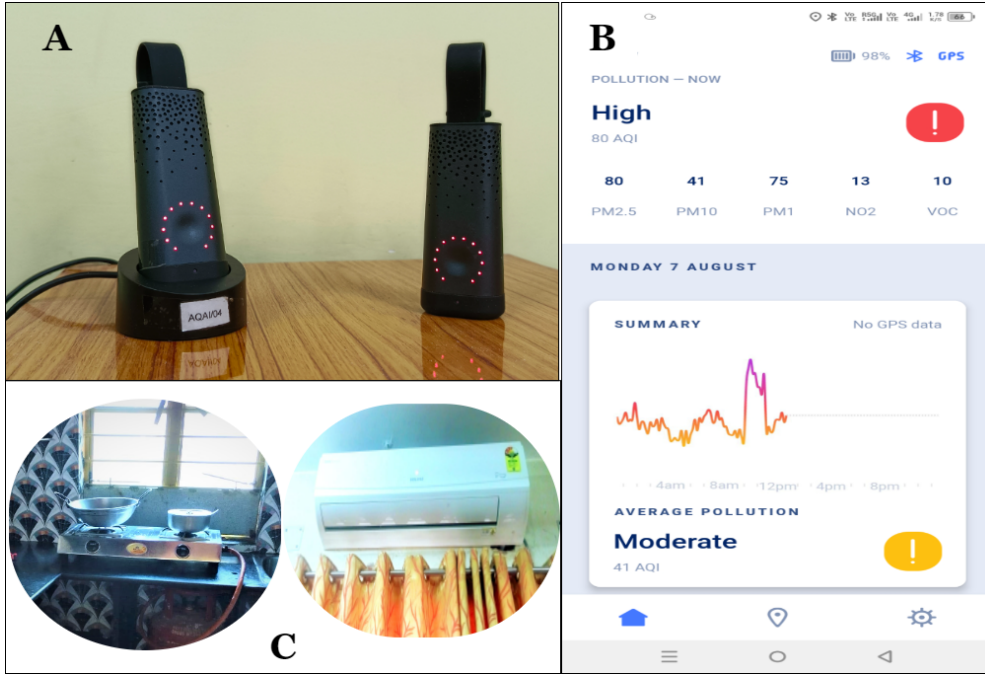 A
AQAI/04
B
98% GPS
POLLUTION — NOW
High
80 AQI
80 41 75 13 10
PM2.5 PM10 PM1 NO2 VOC
MONDAY 7 AUGUST
SUMMARY No GPS data
4am 8am 12pm 4pm 8pm
AVERAGE POLLUTION
Moderate
41 AQI
C